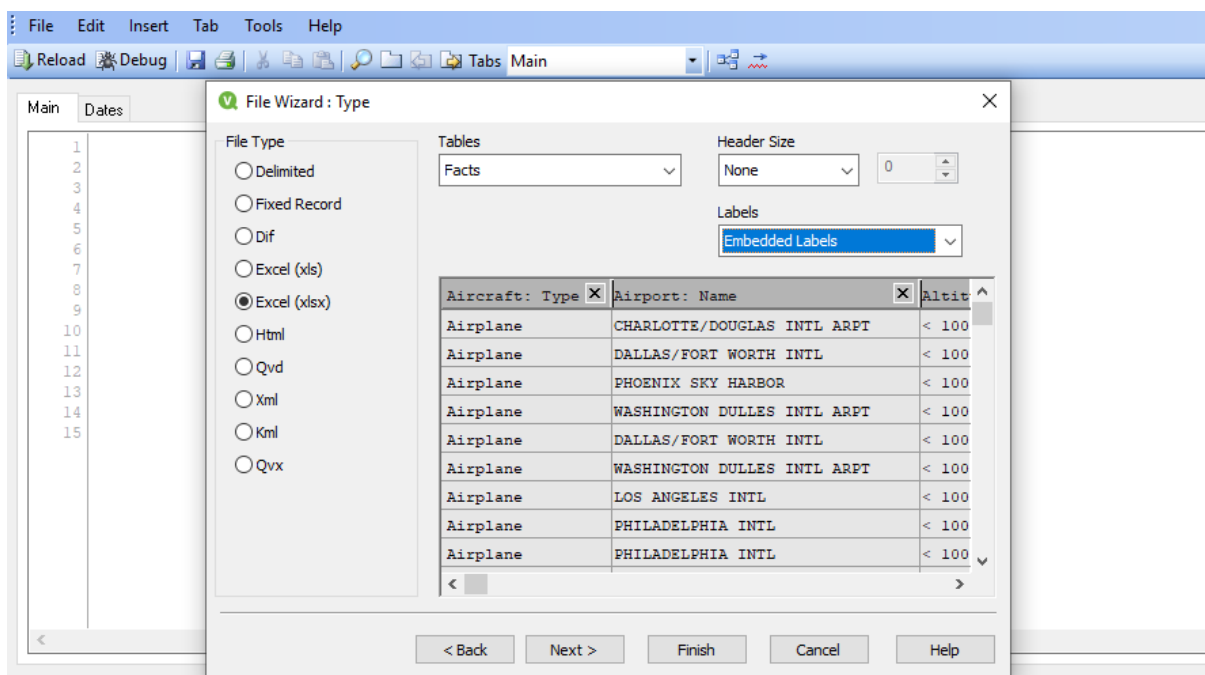 File Edit Insert Tab Tools Help
Reload Debug Tabs Main
Main Dates
File Wizard : Type
File Type
Delimited
Fixed Record
Dif
Excel (xls)
Excel (xlsx)
Html
Qvd
Xml
Kml
Qvx
Tables
Facts
Header Size
None 0
Labels
Embedded Labels
Aircraft: Type Airport: Name Altit
Airplane CHARLOTTE/DOUGLAS INTL ARPT < 100
Airplane DALLAS/FORT WORTH INTL < 100
Airplane PHOENIX SKY HARBOR < 100
Airplane WASHINGTON DULLES INTL ARPT < 100
Airplane DALLAS/FORT WORTH INTL < 100
Airplane WASHINGTON DULLES INTL ARPT < 100
Airplane LOS ANGELES INTL < 100
Airplane PHILADELPHIA INTL < 100
Airplane PHILADELPHIA INTL < 100
< Back Next > Finish Cancel Help
1
2
3
4
5
6
7
8
9
10
11
12
13
14
15